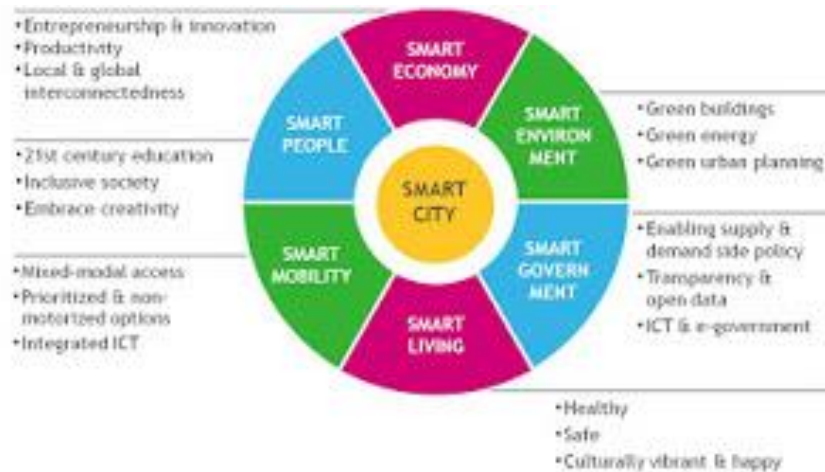 •Entrepreneurship & innovation
•Productivity
•Local & global
interconnectedness
•21st century education
•Inclusive society
•Embrace creativity
•Mixed-modal access
•Prioritized & non-
motorized options
•Integrated ICT
SMART
ECONOMY
SMART
PEOPLE
SMART
ENVIRON
MENT
SMART
CITY
SMART
MOBILITY
SMART
GOVERN
MENT
SMART
LIVING
•Green buildings
•Green energy
•Green urban planning
•Enabling supply &
demand side policy
•Transparency &
open data
•ICT & e-government
•Healthy
•Safe
•Culturally vibrant & happy